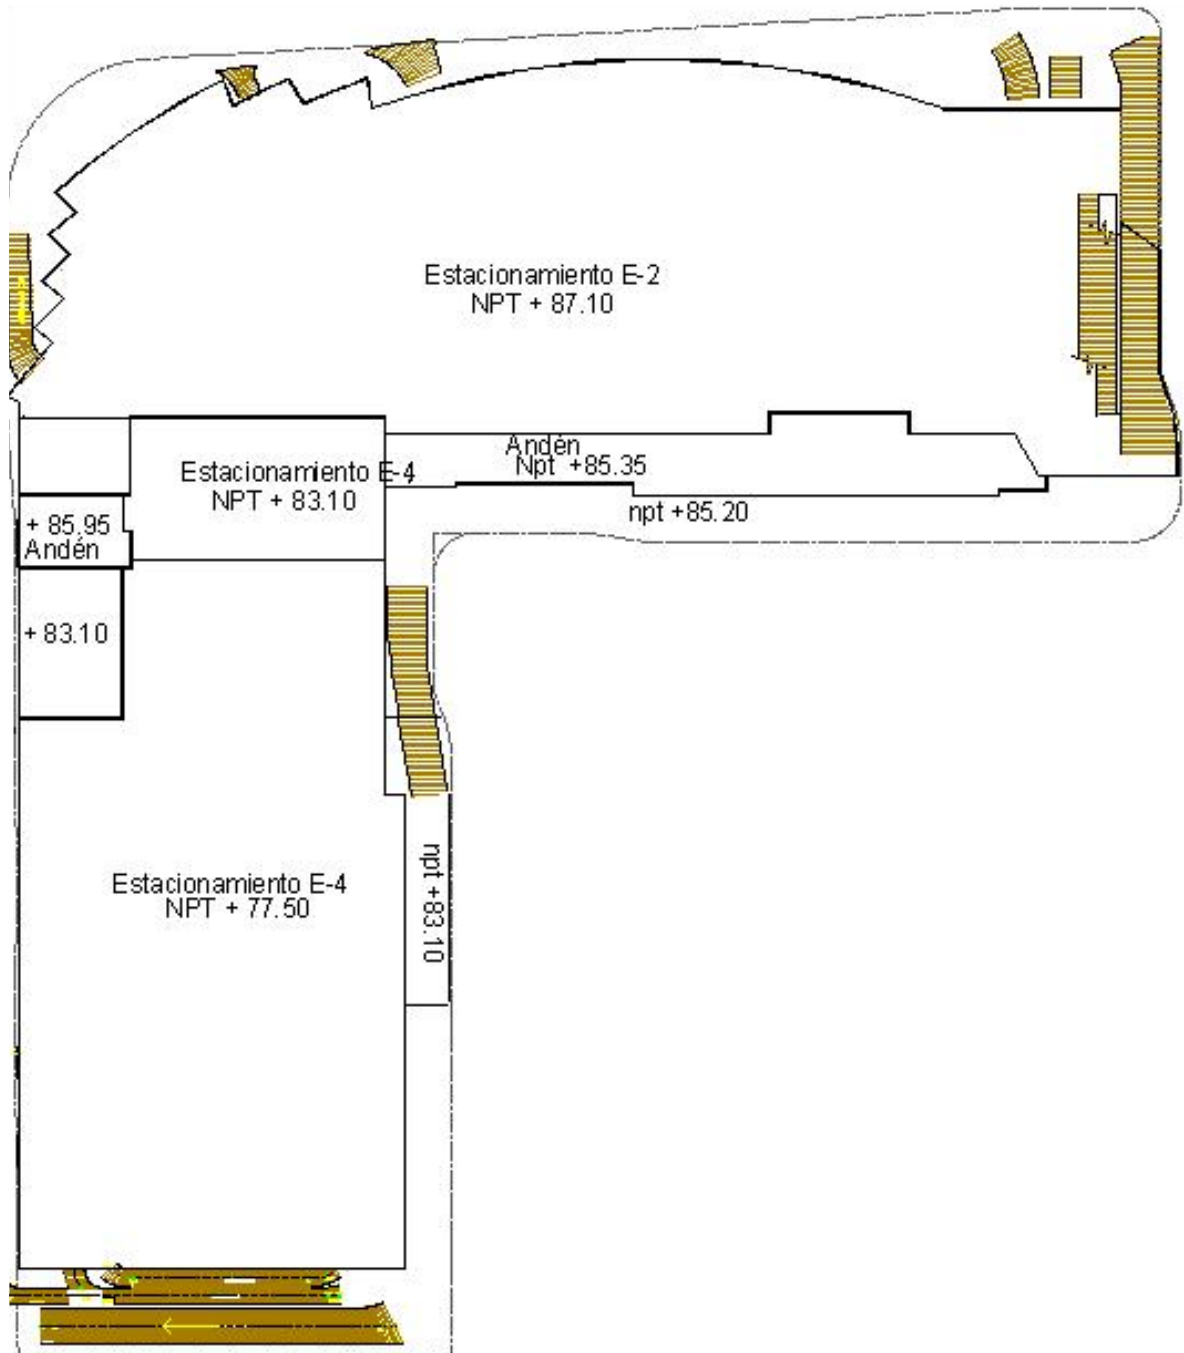 Estacionamiento E-2
NPT + 87.10
Andén
Npt +85.35
Estacionamiento E-4
NPT + 83.10
npt +85.20
+ 85.95
Andén
+ 83.10
Estacionamiento E-4
NPT + 77.50
npt +83.10